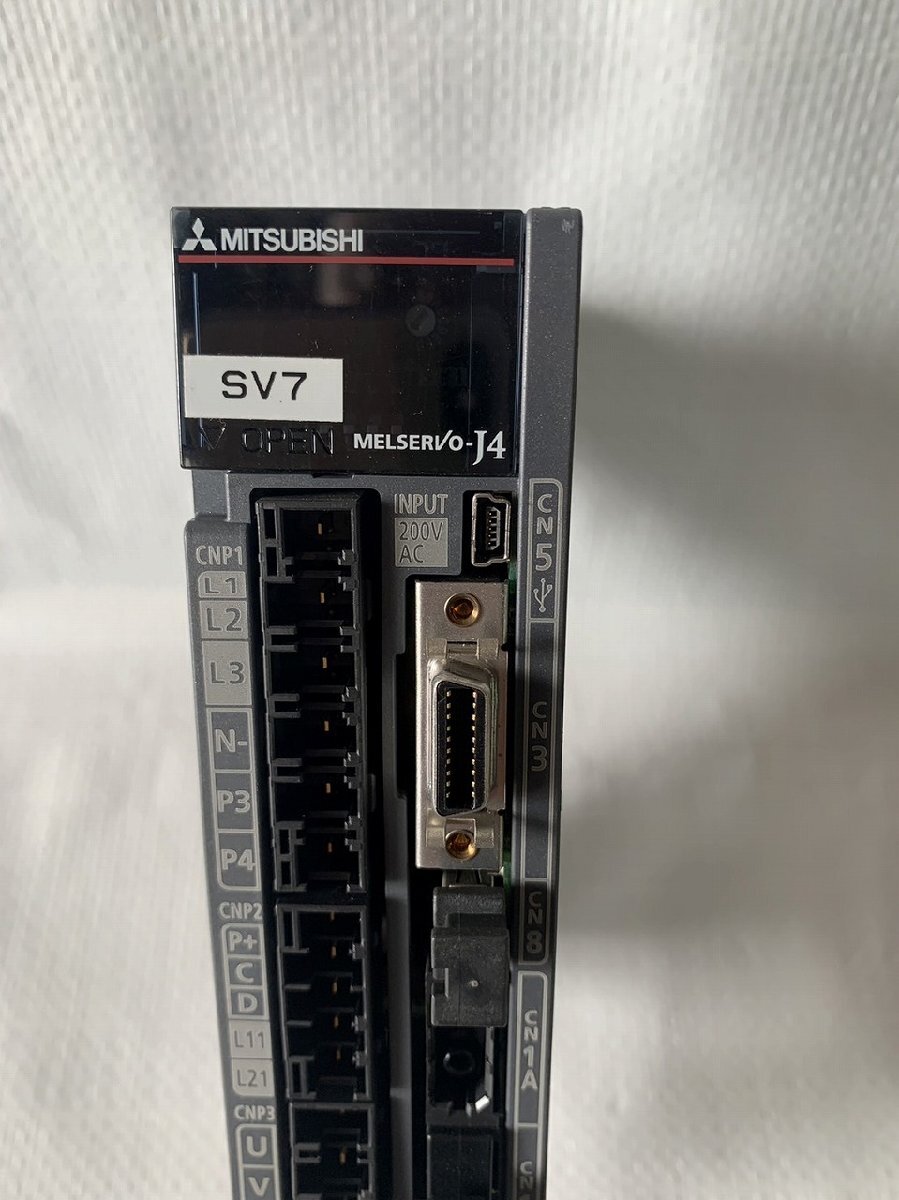 MITSUBISHI
SV7
OPEN
MELSERVO-J4
INPUT
200V
AC
CNP1
L1
L2
L3
N-
P3
P4
CNP2
P+
C
D
L11
L21
CNP3
U
V
CN5
CN3
CN8
CN1A